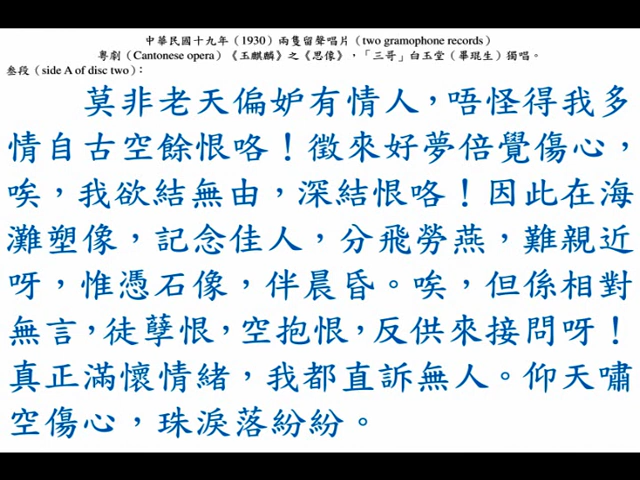 中華民國十九年（1930）兩隻留聲唱片（two gramophone records）
粵劇（Cantonese opera）《玉麒麟》之《思像》，「三哥」白玉堂（畢琨生）獨唱。
叁段（side A of disc two）：
莫非老天偏妒有情人，唔怪得我多
情自古空餘恨咯！徵來好夢倍覺傷心，
唉，我欲結無由，深結恨咯！因此在海
灘塑像，記念佳人，分飛勞燕，難親近
呀，惟憑石像，伴晨昏。唉，但係相對
無言，徒孽恨，空抱恨，反供來接問呀！
真正滿懷情緒，我都直訴無人。仰天嘯
空傷心，珠淚落紛紛。